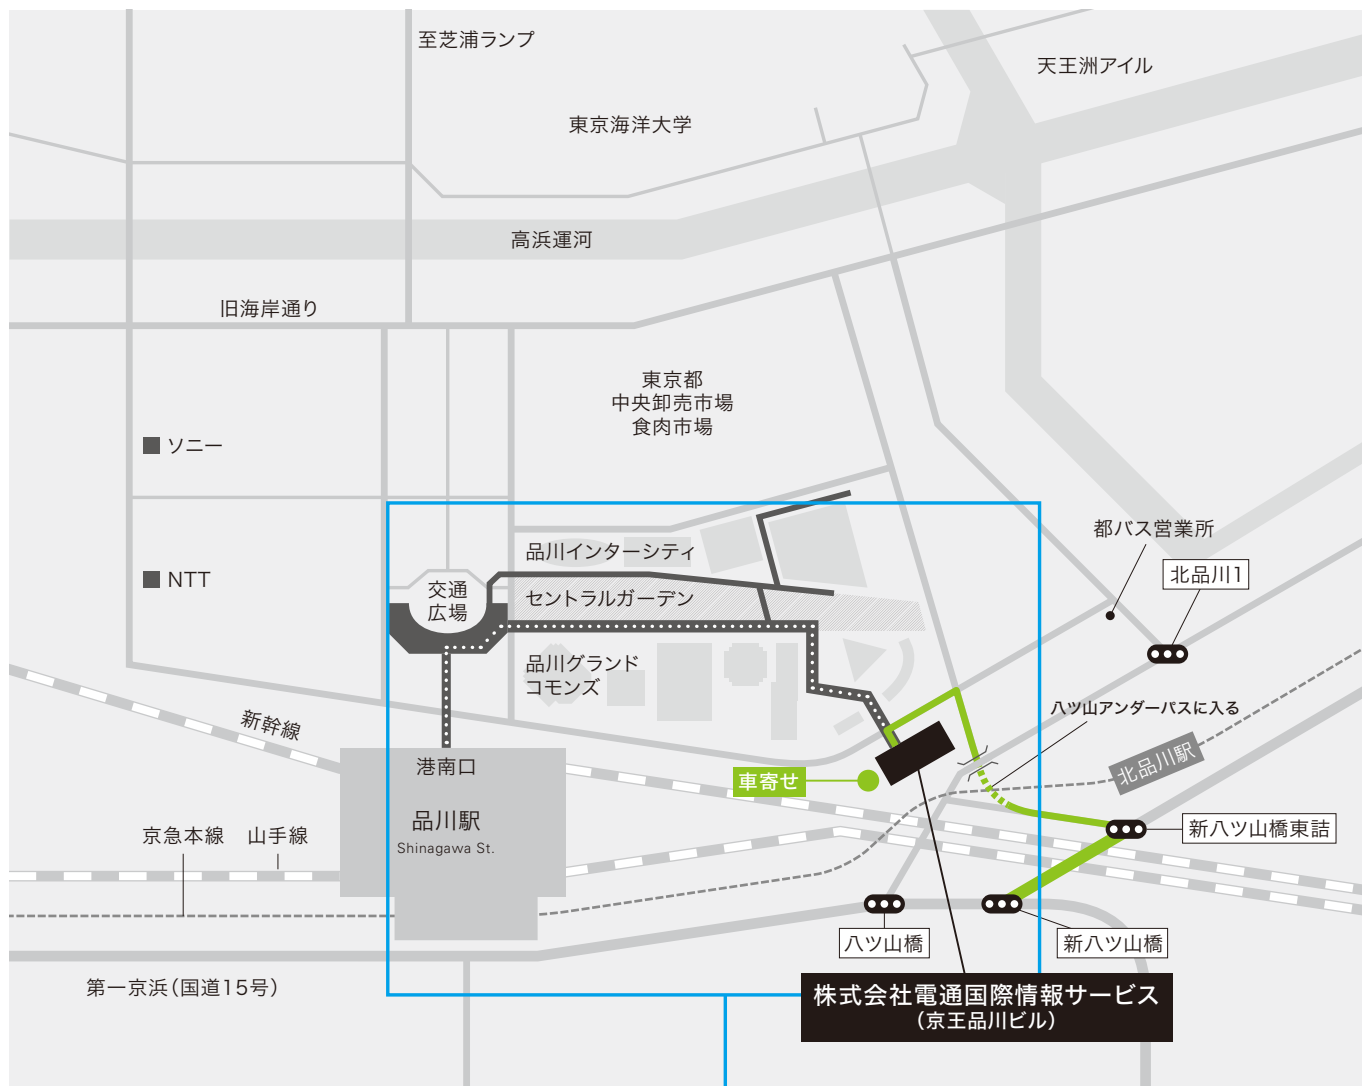 至芝浦ランプ
天王洲アイル
東京海洋大学
高浜運河
旧海岸通り
東京都
中央卸売市場
食肉市場
ソニー
都バス営業所
品川インターシティ
北品川1
NTT
交通
広場
セントラルガーデン
品川グランド
コモンズ
八ツ山アンダーパスに入る
新幹線
港南口
車寄せ
北品川駅
品川駅
Shinagawa St.
京急本線
山手線
新八ツ山橋東詰
八ツ山橋
新八ツ山橋
第一京浜（国道15号）
株式会社電通国際情報サービス
（京王品川ビル）